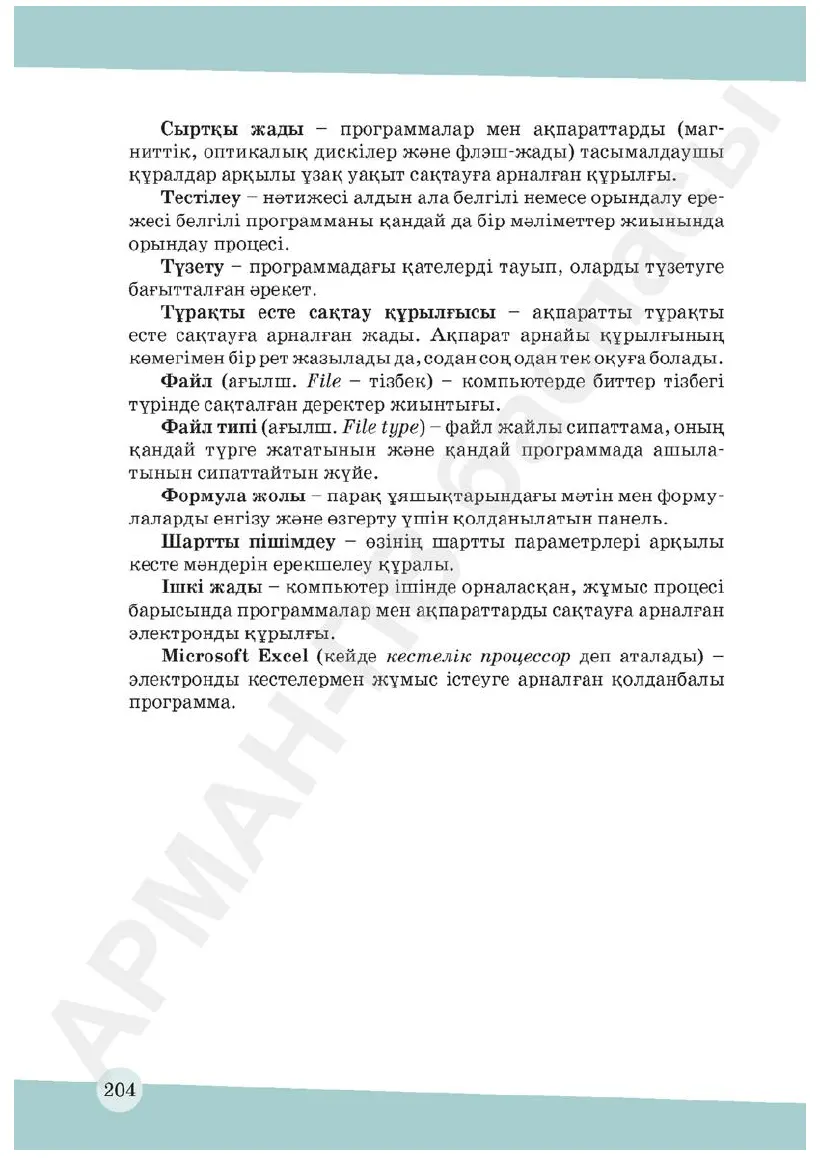 Сыртқы жады – программалар мен ақпараттарды (маг-
ниттік, оптикалық дискілер және флэш-жады) тасымалдаушы
құралдар арқылы ұзақ уақыт сақтауға арналған құрылғы.
Тестілеу – нәтижесі алдын ала белгілі немесе орындалу ере-
жесі белгілі программаны қандай да бір мәліметтер жиынында
орындау процесі.
Түзету – программадағы қателерді тауып, оларды түзетуге
бағытталған әрекет.
Тұрақты есте сақтау құрылғысы – ақпаратты тұрақты
есте сақтауға арналған жады. Ақпарат арнайы құрылғының
көмегімен бір рет жазылады да, содан соң одан тек оқуға болады.
Файл (ағылш. File – тізбек) – компьютерде биттер тізбегі
түрінде сақталған деректер жиынтығы.
Файл типі (ағылш. File type) – файл жайлы сипаттама, оның
қандай түрге жататынын және қандай программада ашыла-
тынын сипаттайтын жүйе.
Формула жолы – парақ ұяшықтарындағы мәтін мен форму-
лаларды енгізу және өзгерту үшін қолданылатын панель.
Шартты пішімдеу – өзінің шартты параметрлері арқылы
кесте мәндерін ерекшелеу құралы.
Ішкі жады – компьютер ішінде орналасқан, жұмыс процесі
барысында программалар мен ақпараттарды сақтауға арналған
электронды құрылғы.
Microsoft Excel (кейде кестелік процессор деп аталады) –
электронды кестелермен жұмыс істеуге арналған қолданбалы
программа.
АРМАН-ПВ баспасы
204